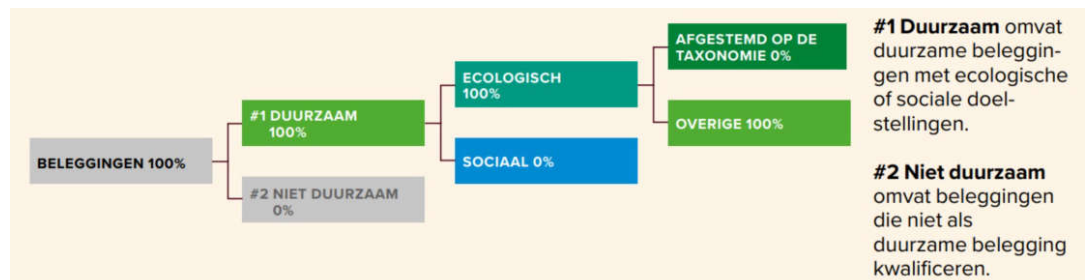 BELEGGINGEN 100%
#1 DUURZAAM
100%
#2 NIET DUURZAAM
0%
ECOLOGISCH
100%
SOCIAAL 0%
AFGESTEMD OP DE
TAXONOMIE 0%
OVERIGE 100%
#1 Duurzaam omvat
duurzame beleggin-
gen met ecologische
of sociale doel-
stellingen.
#2 Niet duurzaam
omvat beleggingen
die niet als
duurzame belegging
kwalificeren.